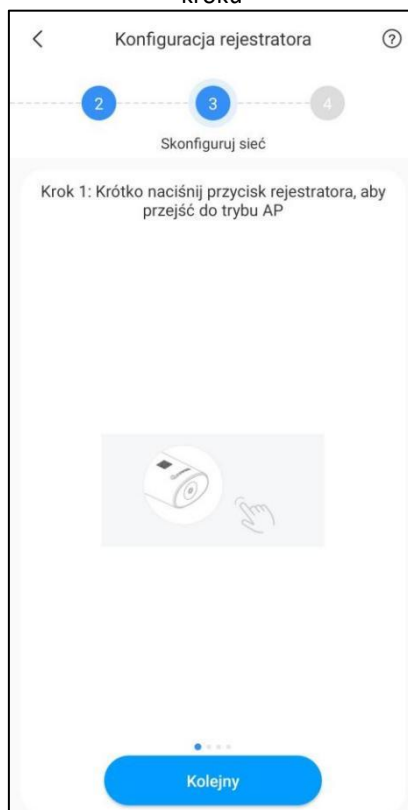 kroku
Konfiguracja rejestratora
2
3
4
Skonfiguruj sieć
Krok 1: Krótko naciśnij przycisk rejestratora, aby
przejść do trybu AP
Kolejny